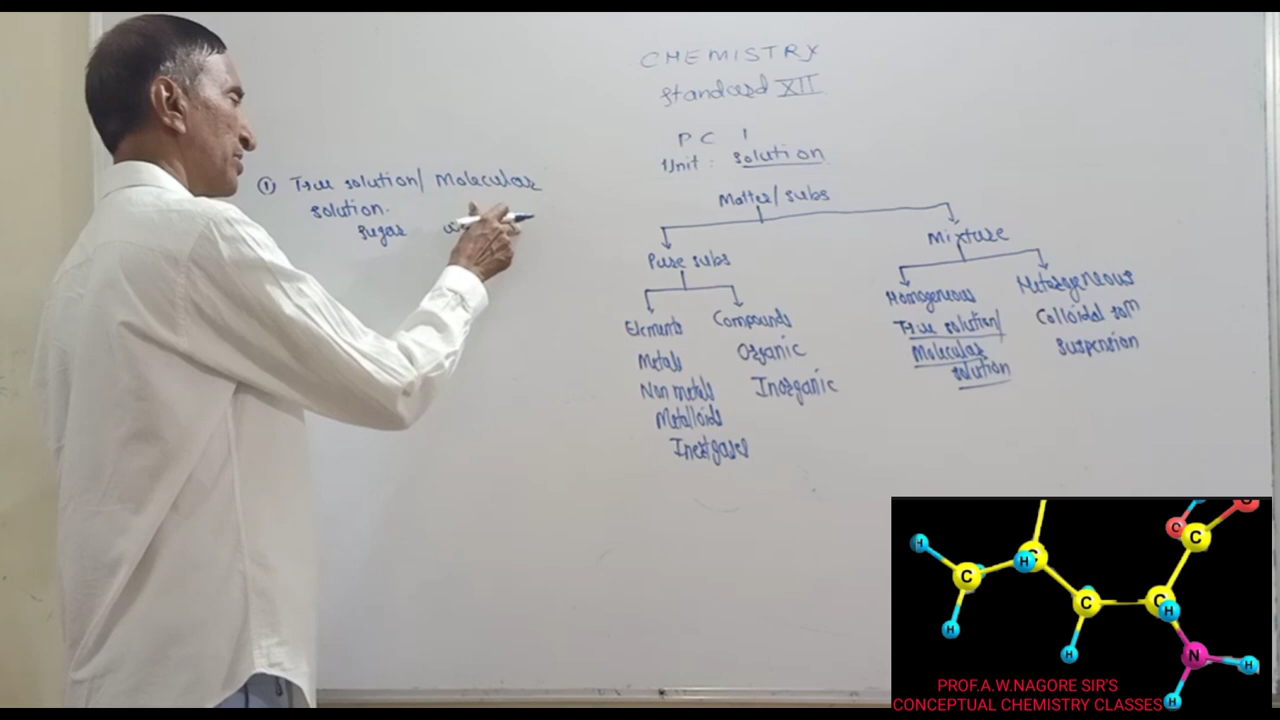 CHEMISTRY
Standard XII
PC 1
Unit : Solution
① True solution/ Molecular
solution.
Sugar
Matter/subs
Pure subs
Mixture
Elements
Metals
Non metals
Metalloids
Inert gases
Compounds
Organic
Inorganic
Homogeneous
True solution/
Molecular
solution
Heterogeneous
Colloidal solⁿ
Suspension
H
C
H
C
H
C
H
C
H
C
O
O
N
H
H
PROF.A.W.NAGORE SIR'S
CONCEPTUAL CHEMISTRY CLASSES